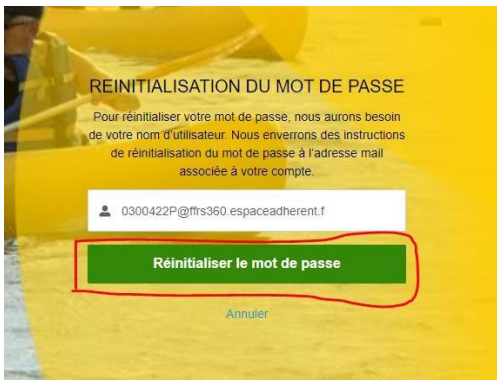 REINITIALISATION DU MOT DE PASSE
Pour réinitialiser votre mot de passe, nous aurons besoin
de votre nom d'utilisateur. Nous enverrons des instructions
de réinitialisation du mot de passe à l'adresse mail
associée à votre compte.
0300422P@ffrs360.espaceadherent.f
Réinitialiser le mot de passe
Annuler